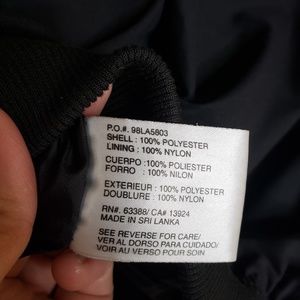 P.O.#. 98LA5803
SHELL : 100% POLYESTER
LINING : 100% NYLON
CUERPO :100% POLIESTER
FORRO : 100% NILON
EXTERIEUR : 100% POLYESTER
DOUBLURE : 100% NYLON
RN#. 63388/ CA# 13924
MADE IN SRI LANKA
SEE REVERSE FOR CARE/
VER AL DORSO PARA CUIDADO/
VOIR AU VERSO POUR SOIN